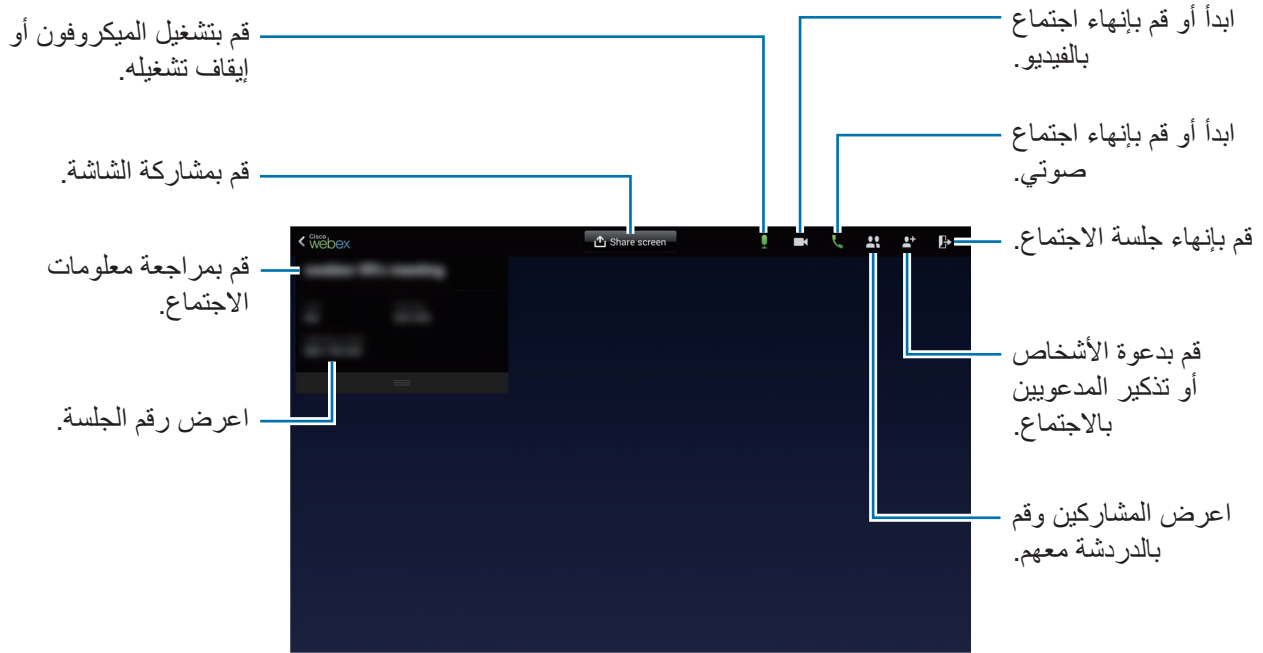 ابدأ أو قم بإنهاء اجتماع
بالفيديو.
قم بتشغيل الميكروفون أو
إيقاف تشغيله.
ابدأ أو قم بإنهاء اجتماع
صوتي.
قم بمشاركة الشاشة.
Cisco
webex
Share screen
قم بإنهاء جلسة الاجتماع.
قم بمراجعة معلومات
الاجتماع.
قم بدعوة الأشخاص
أو تذكير المدعويين
بالاجتماع.
اعرض رقم الجلسة.
اعرض المشاركين وقم
بالدردشة معهم.